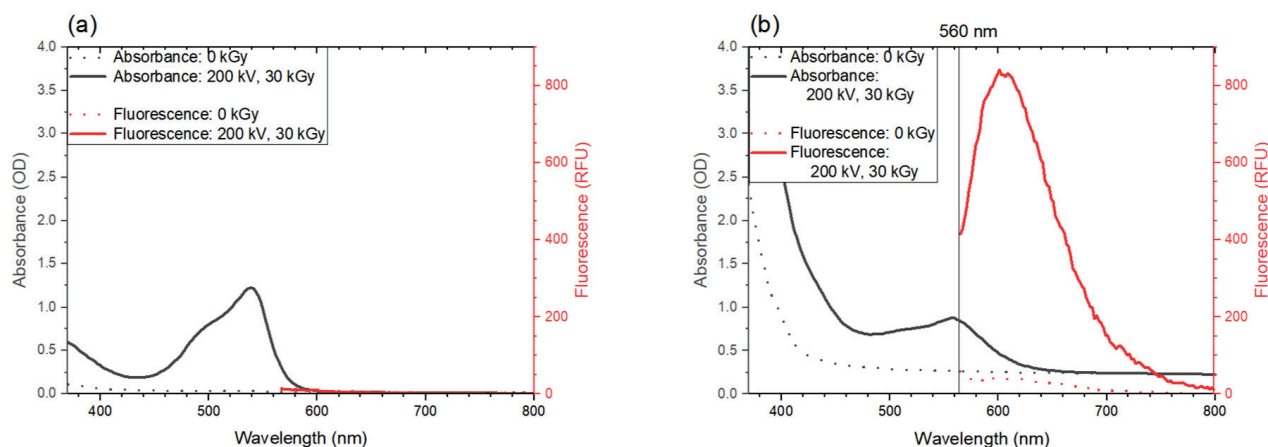 (a)
Absorbance: 0 kGy
Absorbance: 200 kV, 30 kGy
Fluorescence: 0 kGy
Fluorescence: 200 kV, 30 kGy
4.0
3.5
3.0
2.5
2.0
1.5
1.0
0.5
0.0
Absorbance (OD)
800
600
400
200
0
Fluorescence (RFU)
400 500 600 700 800
Wavelength (nm)
(b)
560 nm
Absorbance: 0 kGy
Absorbance:
200 kV, 30 kGy
Fluorescence: 0 kGy
Fluorescence:
200 kV, 30 kGy
4.0
3.5
3.0
2.5
2.0
1.5
1.0
0.5
0.0
Absorbance (OD)
800
600
400
200
0
Fluorescence (RFU)
400 500 600 700 800
Wavelength (nm)